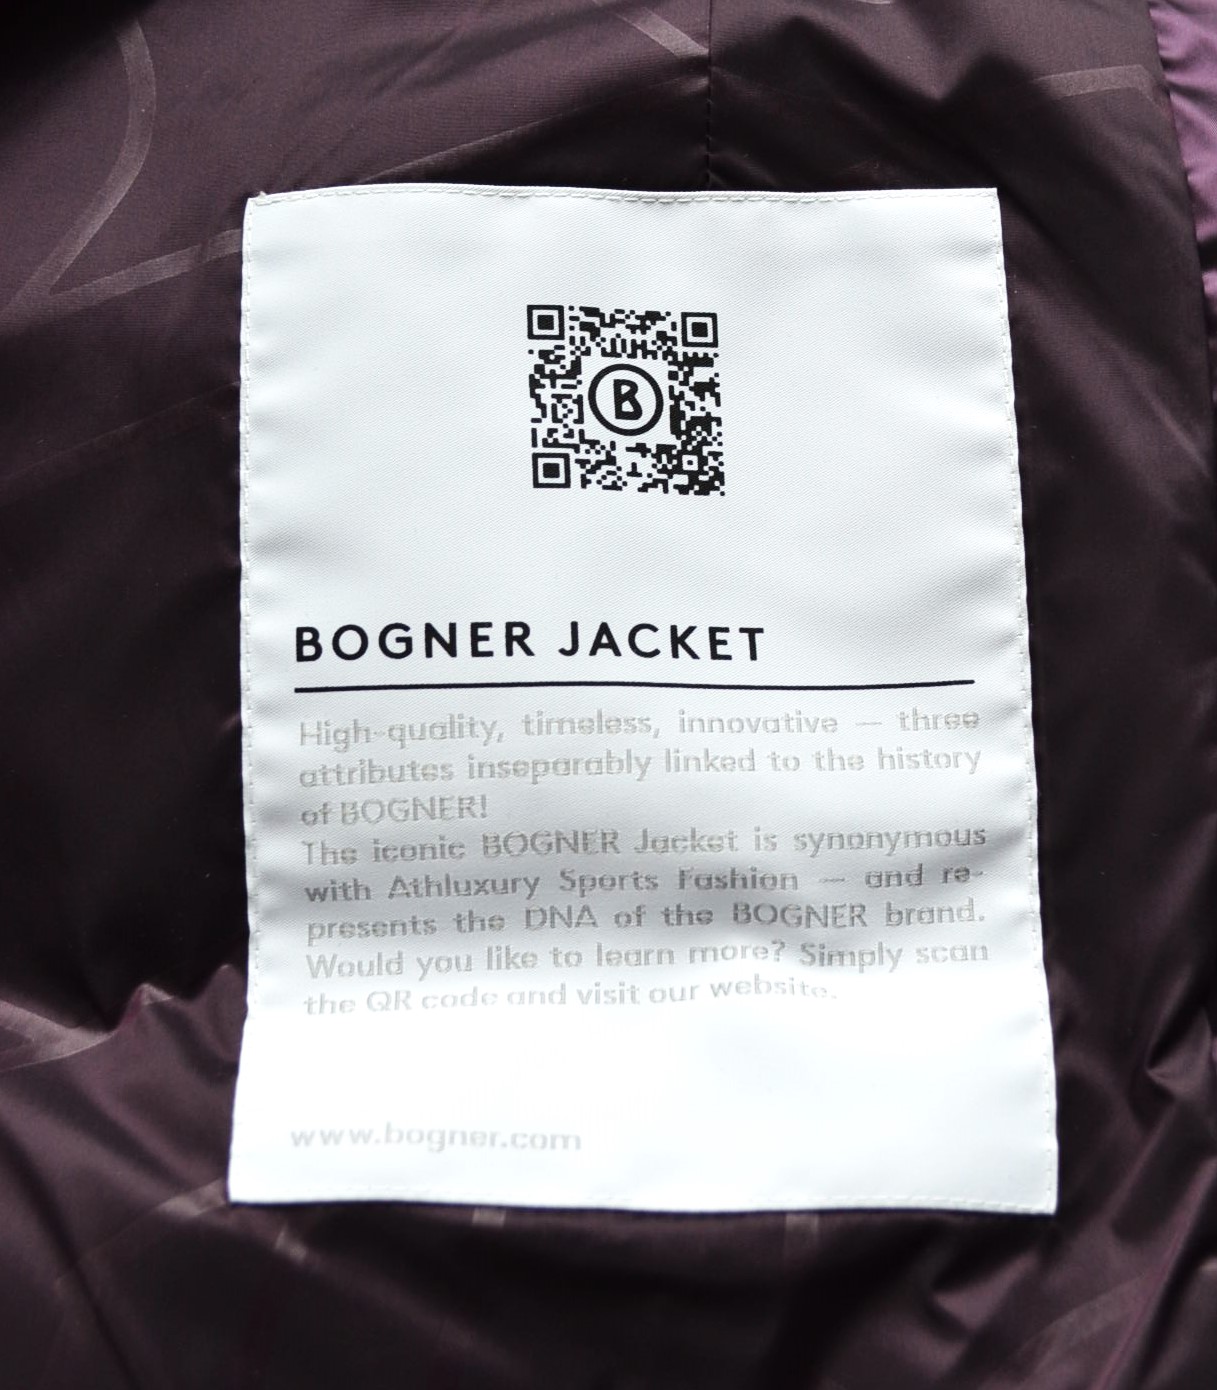 B
BOGNER JACKET
High-quality, timeless, innovative — three
attributes inseparably linked to the history
of BOGNER!
The iconic BOGNER Jacket is synonymous
with Athluxury Sports Fashion — and re-
presents the DNA of the BOGNER brand.
Would you like to learn more? Simply scan
the QR code and visit our website.
www.bogner.com